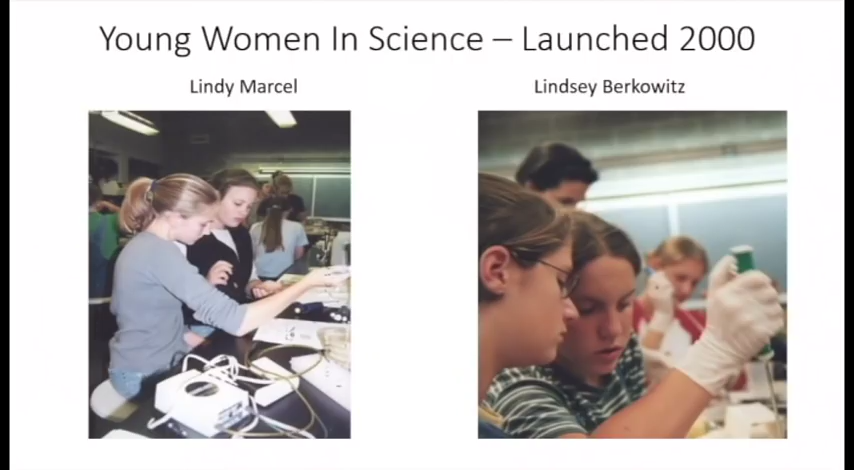 Young Women In Science – Launched 2000
Lindy Marcel
Lindsey Berkowitz